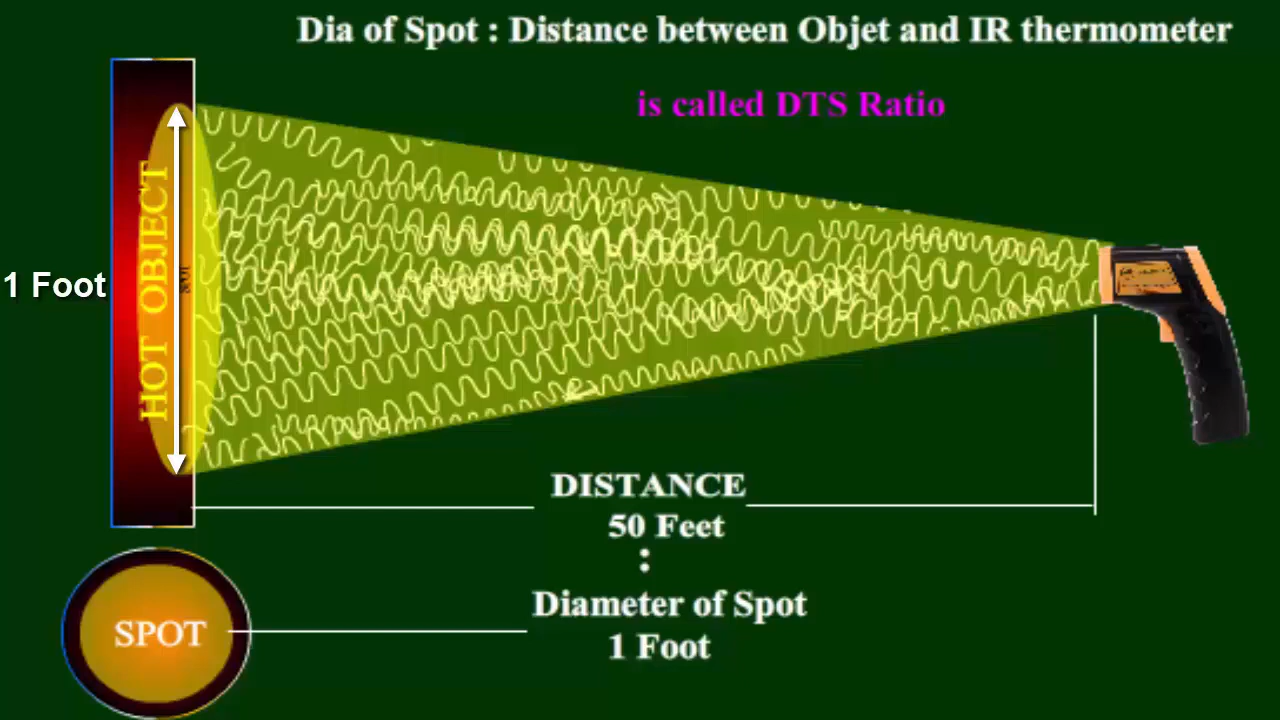 Dia of Spot : Distance between Objet and IR thermometer
is called DTS Ratio
HOT OBJECT
1 Foot
DISTANCE
50 Feet
:
Diameter of Spot
1 Foot
SPOT